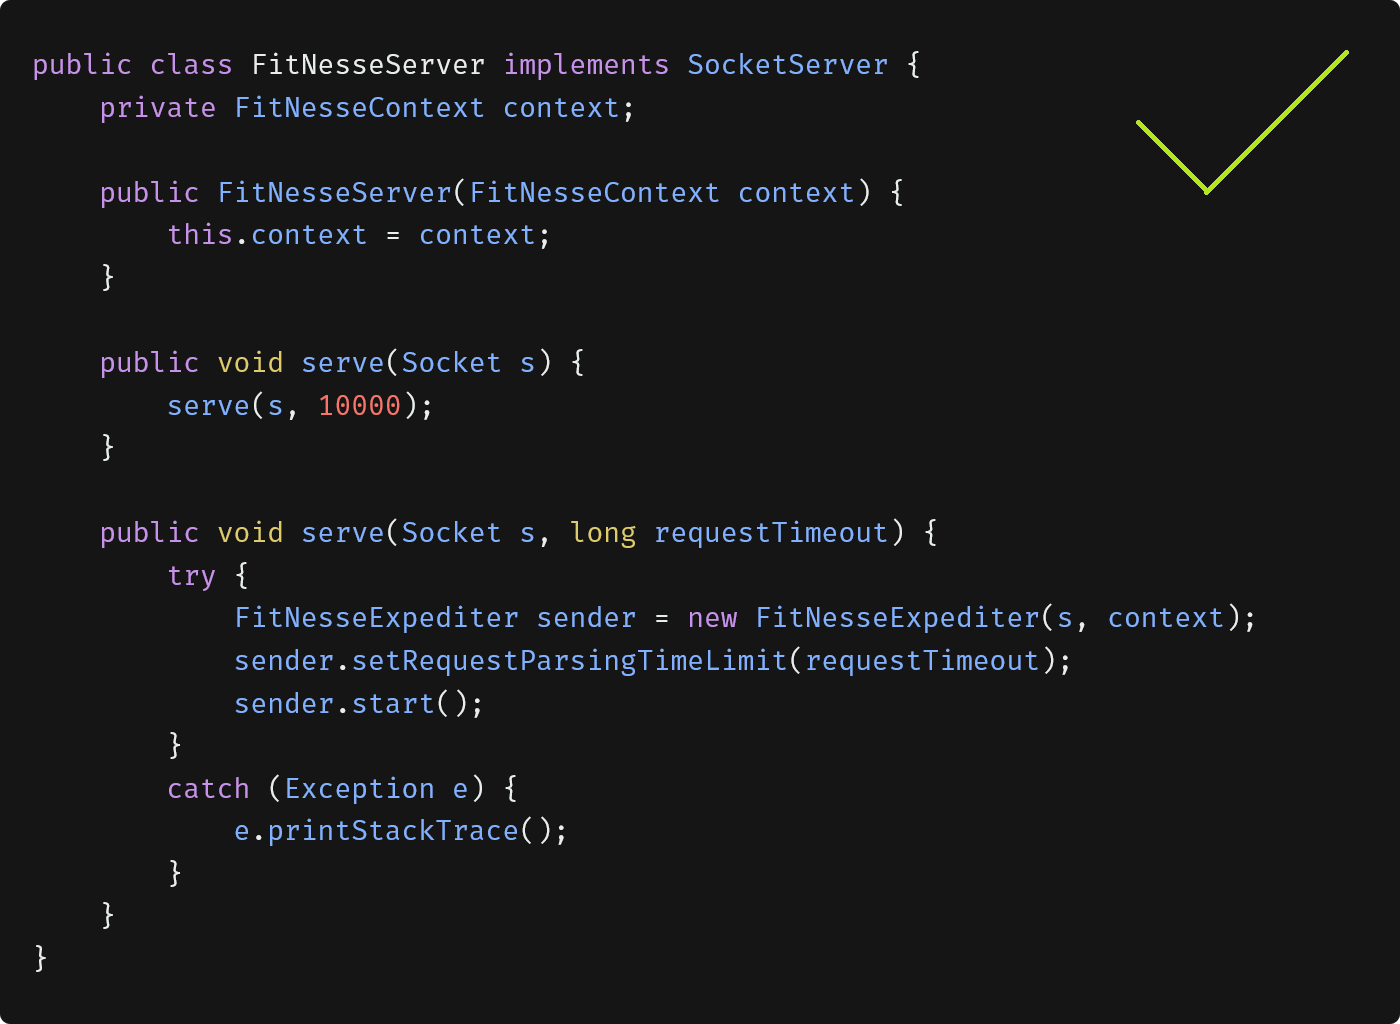 public class FitNesseServer implements SocketServer {
    private FitNesseContext context;

    public FitNesseServer(FitNesseContext context) {
        this.context = context;
    }

    public void serve(Socket s) {
        serve(s, 10000);
    }

    public void serve(Socket s, long requestTimeout) {
        try {
            FitNesseExpediter sender = new FitNesseExpediter(s, context);
            sender.setRequestParsingTimeLimit(requestTimeout);
            sender.start();
        }
        catch (Exception e) {
            e.printStackTrace();
        }
    }
}